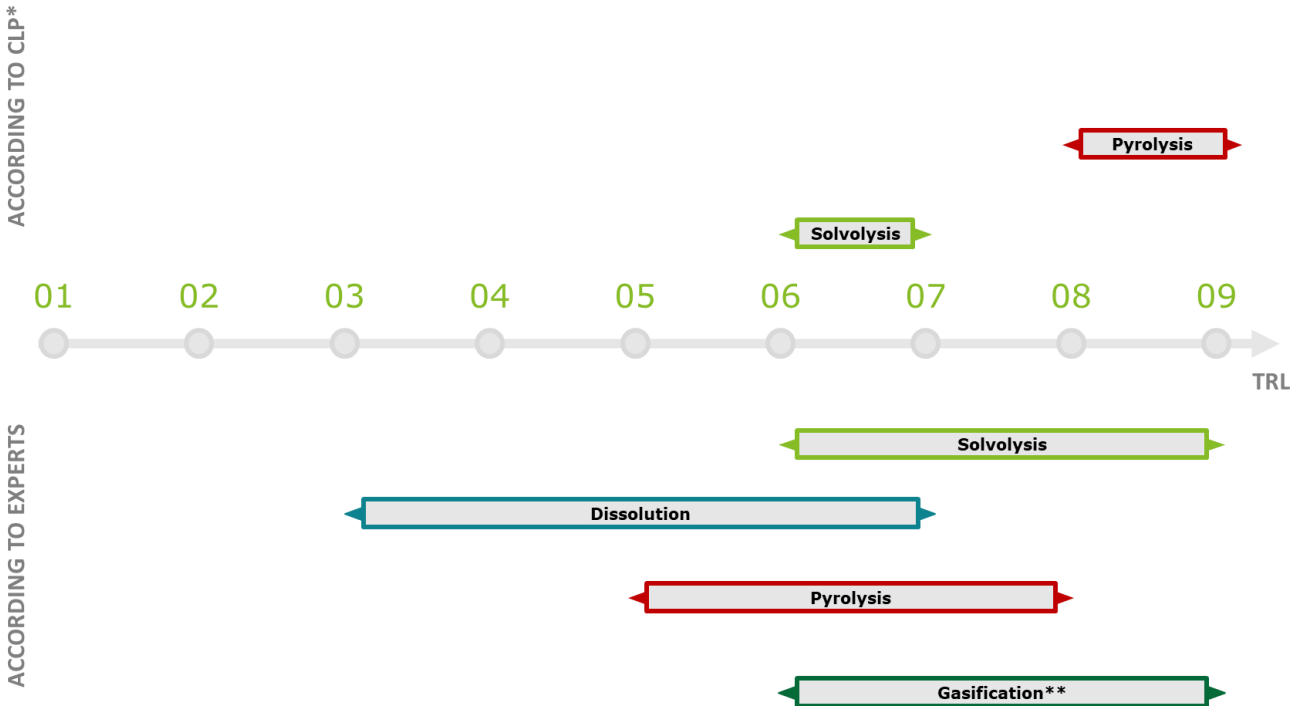 ACCORDING TO CLP*
Pyrolysis
Solvolysis
01 02 03 04 05 06 07 08 09
TRL
ACCORDING TO EXPERTS
Solvolysis
Dissolution
Pyrolysis
Gasification**